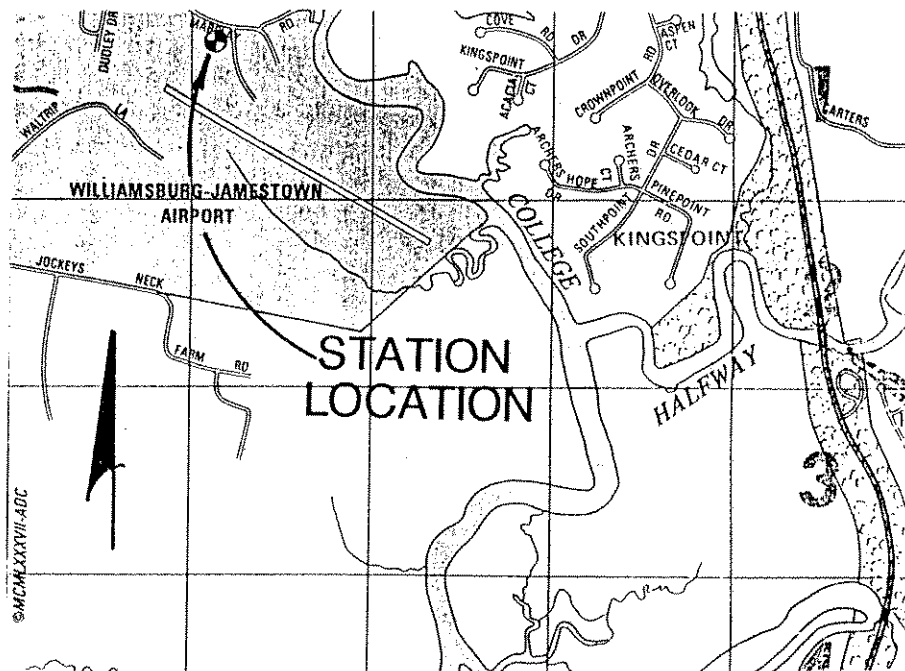 DUDLEY DR
RD
COVE
RD
DR
KINGSPOINT
ACACIA
CT
RD
ASPEN
CT
CROWNPOINT
OVERLOOK
DR
CARTERS
WALTRIP
LA
ARCHERS HOPE
DR
ARCHERS
CT
DR
CEDAR CT
PINEPOINT
RD
SOUTHPOINT
KINGSPOINT
WILLIAMSBURG-JAMESTOWN
AIRPORT
COLLEGE
JOCKEYS
NECK
FARM
RD
STATION
LOCATION
HALFWAY
3
©MCMLXXXVII-ADC